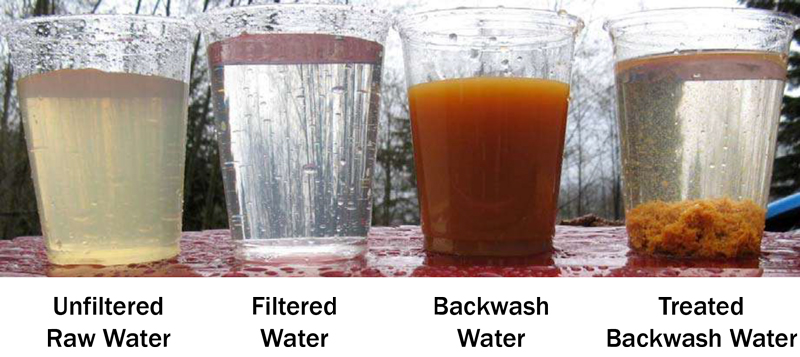 Unfiltered
Raw Water
Filtered
Water
Backwash
Water
Treated
Backwash Water